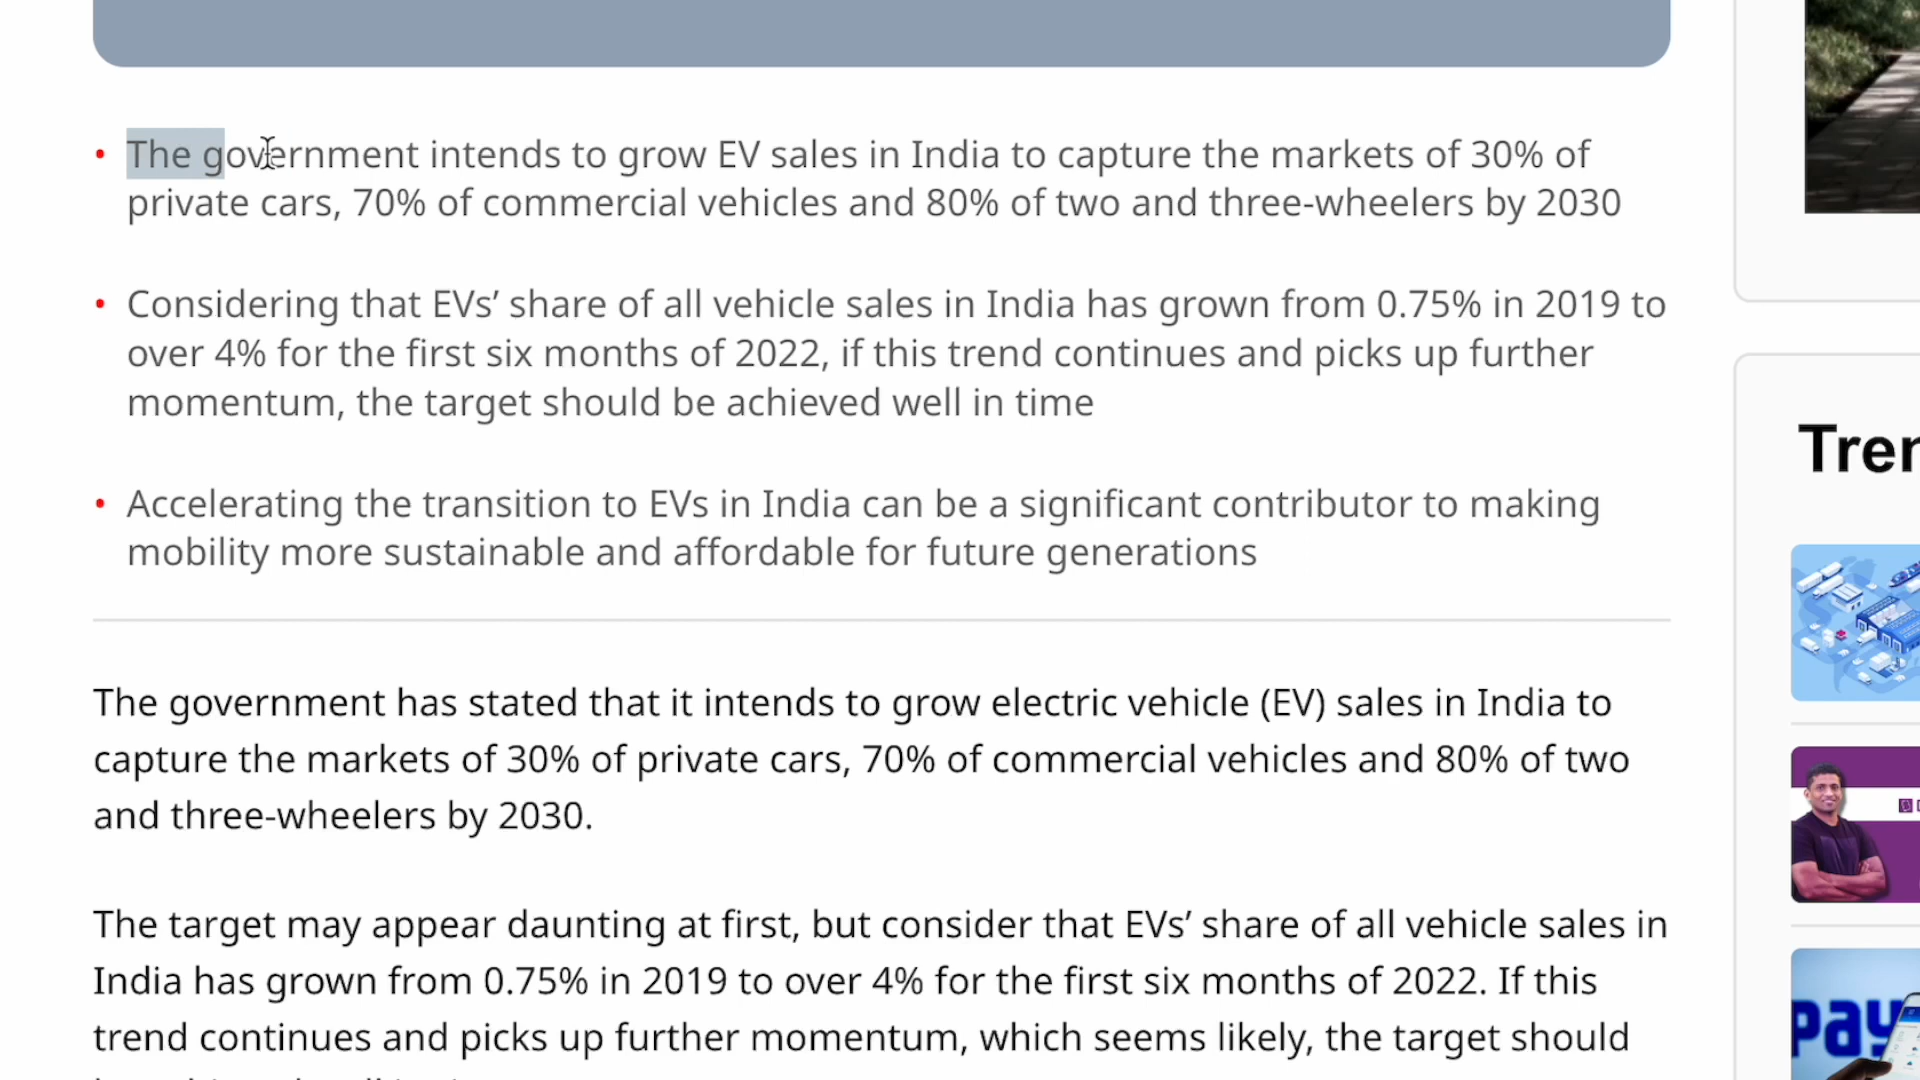 • The government intends to grow EV sales in India to capture the markets of 30% of
private cars, 70% of commercial vehicles and 80% of two and three-wheelers by 2030
• Considering that EVs’ share of all vehicle sales in India has grown from 0.75% in 2019 to
over 4% for the first six months of 2022, if this trend continues and picks up further
momentum, the target should be achieved well in time
• Accelerating the transition to EVs in India can be a significant contributor to making
mobility more sustainable and affordable for future generations
The government has stated that it intends to grow electric vehicle (EV) sales in India to
capture the markets of 30% of private cars, 70% of commercial vehicles and 80% of two
and three-wheelers by 2030.
The target may appear daunting at first, but consider that EVs’ share of all vehicle sales in
India has grown from 0.75% in 2019 to over 4% for the first six months of 2022. If this
trend continues and picks up further momentum, which seems likely, the target should
Tren
pay